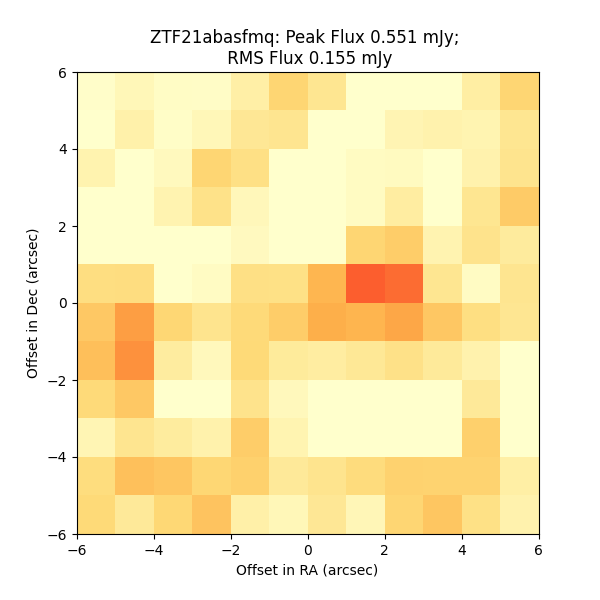 ZTF21abasfmq: Peak Flux 0.551 mJy;
RMS Flux 0.155 mJy
6
4
2
0
−2
−4
−6
Offset in Dec (arcsec)
−6 −4 −2 0 2 4 6
Offset in RA (arcsec)